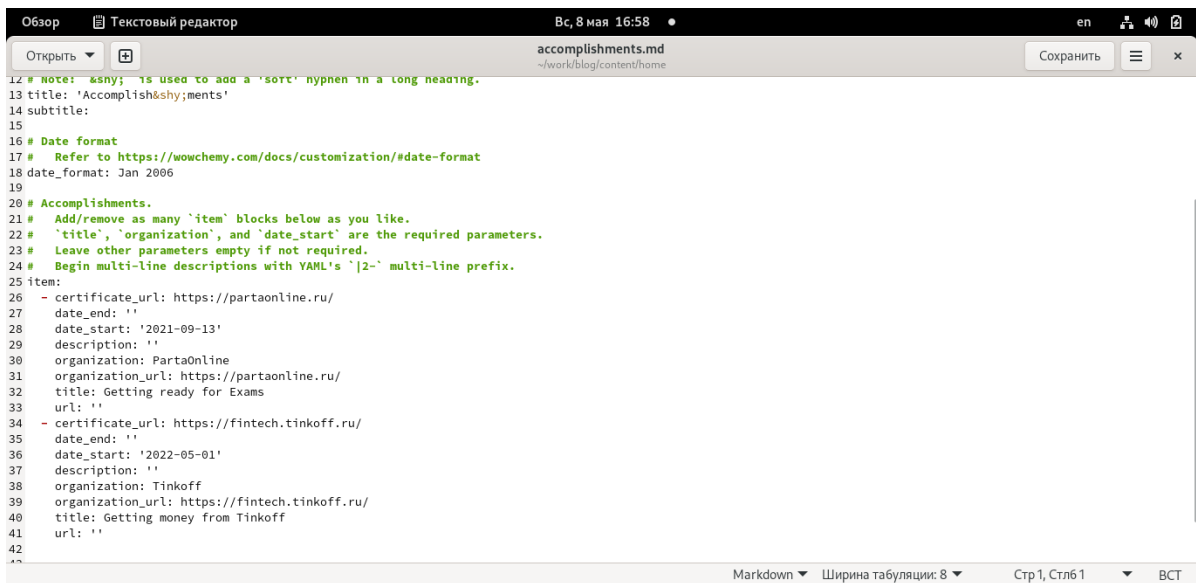 Обзор Текстовый редактор Вс, 8 мая 16:58 en
Открыть accomplishments.md Сохранить
~/work/blog/content/home
12 # Note: `&shy;` is used to add a 'soft' hyphen in a long heading.
13 title: 'Accomplish&shy;ments'
14 subtitle:
15
16 # Date format
17 #   Refer to https://wowchemy.com/docs/customization/#date-format
18 date_format: Jan 2006
19
20 # Accomplishments.
21 #   Add/remove as many `item` blocks below as you like.
22 #   `title`, `organization`, and `date_start` are the required parameters.
23 #   Leave other parameters empty if not required.
24 #   Begin multi-line descriptions with YAML's `|2-` multi-line prefix.
25 item:
26   - certificate_url: https://partaonline.ru/
27     date_end: ''
28     date_start: '2021-09-13'
29     description: ''
30     organization: PartaOnline
31     organization_url: https://partaonline.ru/
32     title: Getting ready for Exams
33     url: ''
34   - certificate_url: https://fintech.tinkoff.ru/
35     date_end: ''
36     date_start: '2022-05-01'
37     description: ''
38     organization: Tinkoff
39     organization_url: https://fintech.tinkoff.ru/
40     title: Getting money from Tinkoff
41     url: ''
42
Markdown Ширина табуляции: 8 Стр 1, Стлб 1 ВСТ